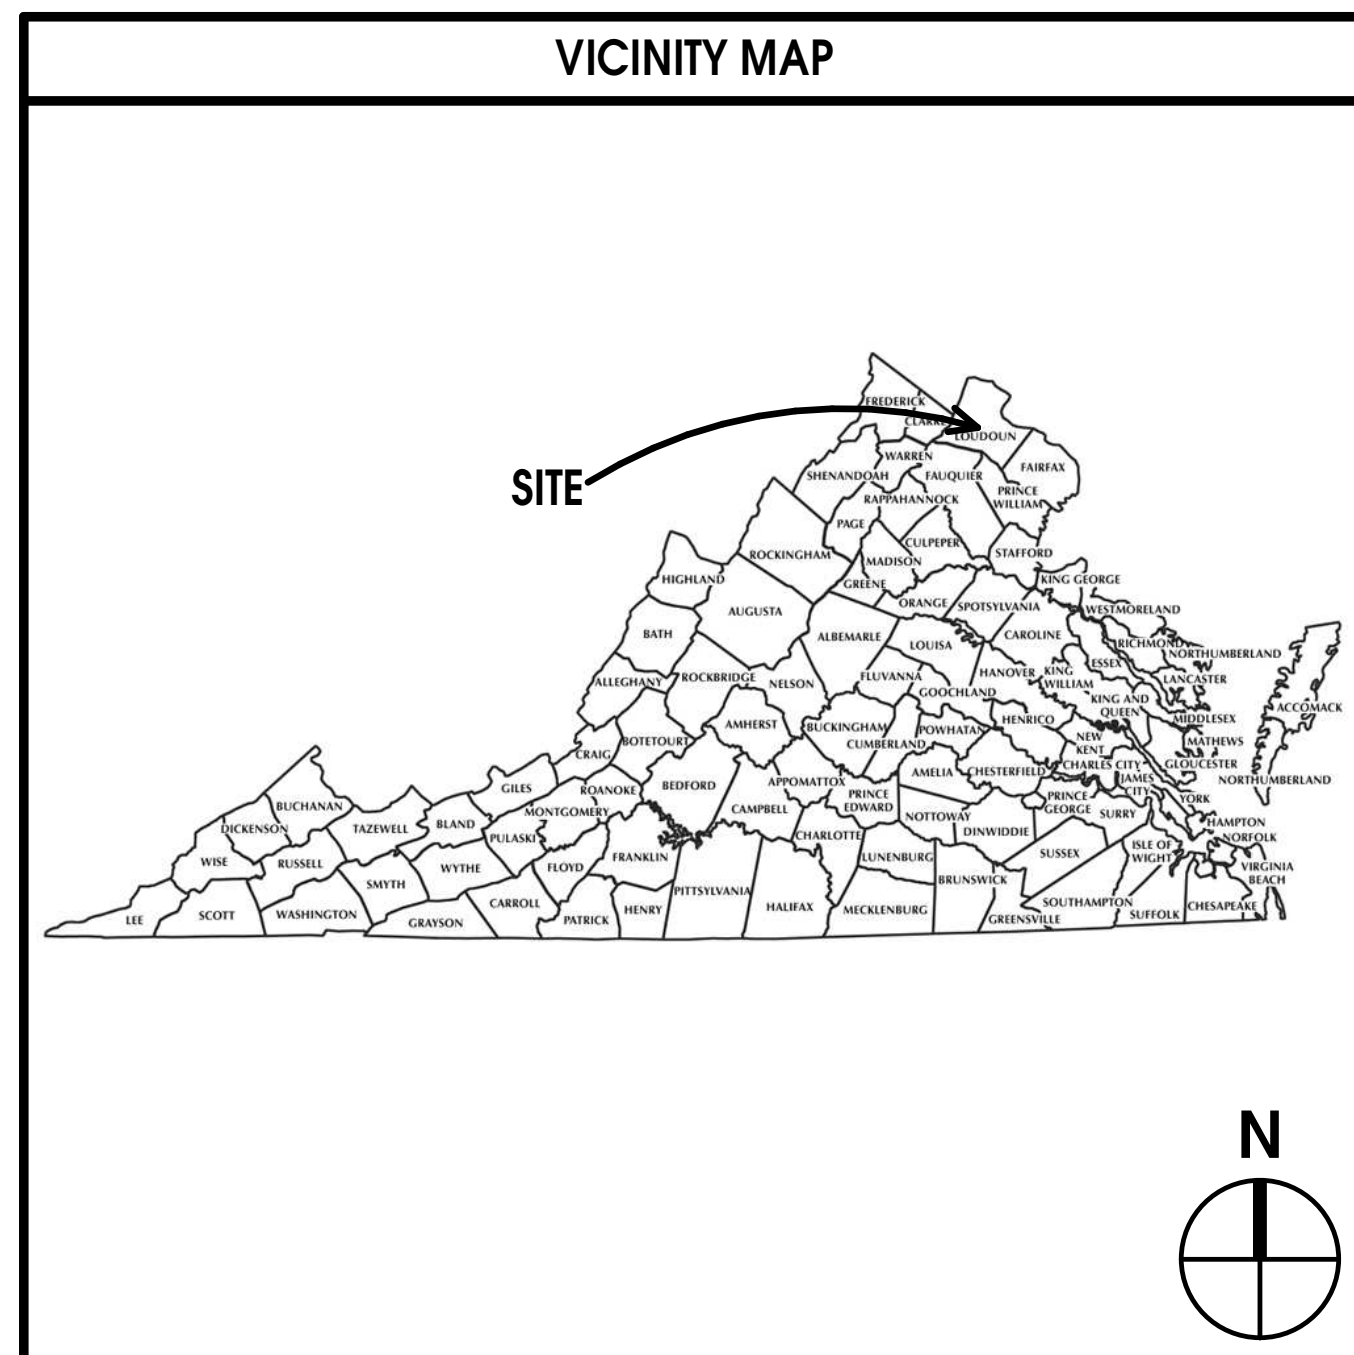 VICINITY MAP
FREDERICK
CLARKE
LOUDOUN
WARREN
FAIRFAX
SHENANDOAH
FAUQUIER
SITE
PRINCE
WILLIAM
RAPPAHANNOCK
PAGE
CULPEPER
ROCKINGHAM
STAFFORD
MADISON
HIGHLAND
GREENE
KING GEORGE
ORANGE
SPOTSYLVANIA
AUGUSTA
WESTMORELAND
BATH
ALBEMARLE
CAROLINE
LOUISA
RICHMOND
NORTHUMBERLAND
ESSEX
ROCKBRIDGE
FLUVANNA
HANOVER
KING
WILLIAM
ALLEGHANY
NELSON
LANCASTER
GOOCHLAND
KING AND
QUEEN
ACCOMACK
MIDDLESEX
HENRICO
AMHERST
BUCKINGHAM
POWHATAN
NEW
KENT
BOTETOURT
CUMBERLAND
MATHEWS
CRAIG
CHARLES CITY
GLOUCESTER
AMELIA
CHESTERFIELD
JAMES
CITY
NORTHUMBERLAND
APPOMATTOX
BEDFORD
GILES
ROANOKE
PRINCE
EDWARD
PRINCE
GEORGE
YORK
BUCHANAN
CAMPBELL
MONTGOMERY
SURRY
NOTTOWAY
HAMPTON
DICKENSON
TAZEWELL
BLAND
DINWIDDIE
CHARLOTTE
NORFOLK
PULASKI
ISLE OF
WIGHT
SUSSEX
LUNENBURG
FRANKLIN
WISE
RUSSELL
WYTHE
FLOYD
VIRGINIA
BEACH
BRUNSWICK
SMYTH
PITTSYLVANIA
CARROLL
SOUTHAMPTON
CHESAPEAKE
HALIFAX
MECKLENBURG
HENRY
SUFFOLK
SCOTT
WASHINGTON
LEE
PATRICK
GREENSVILLE
GRAYSON
N